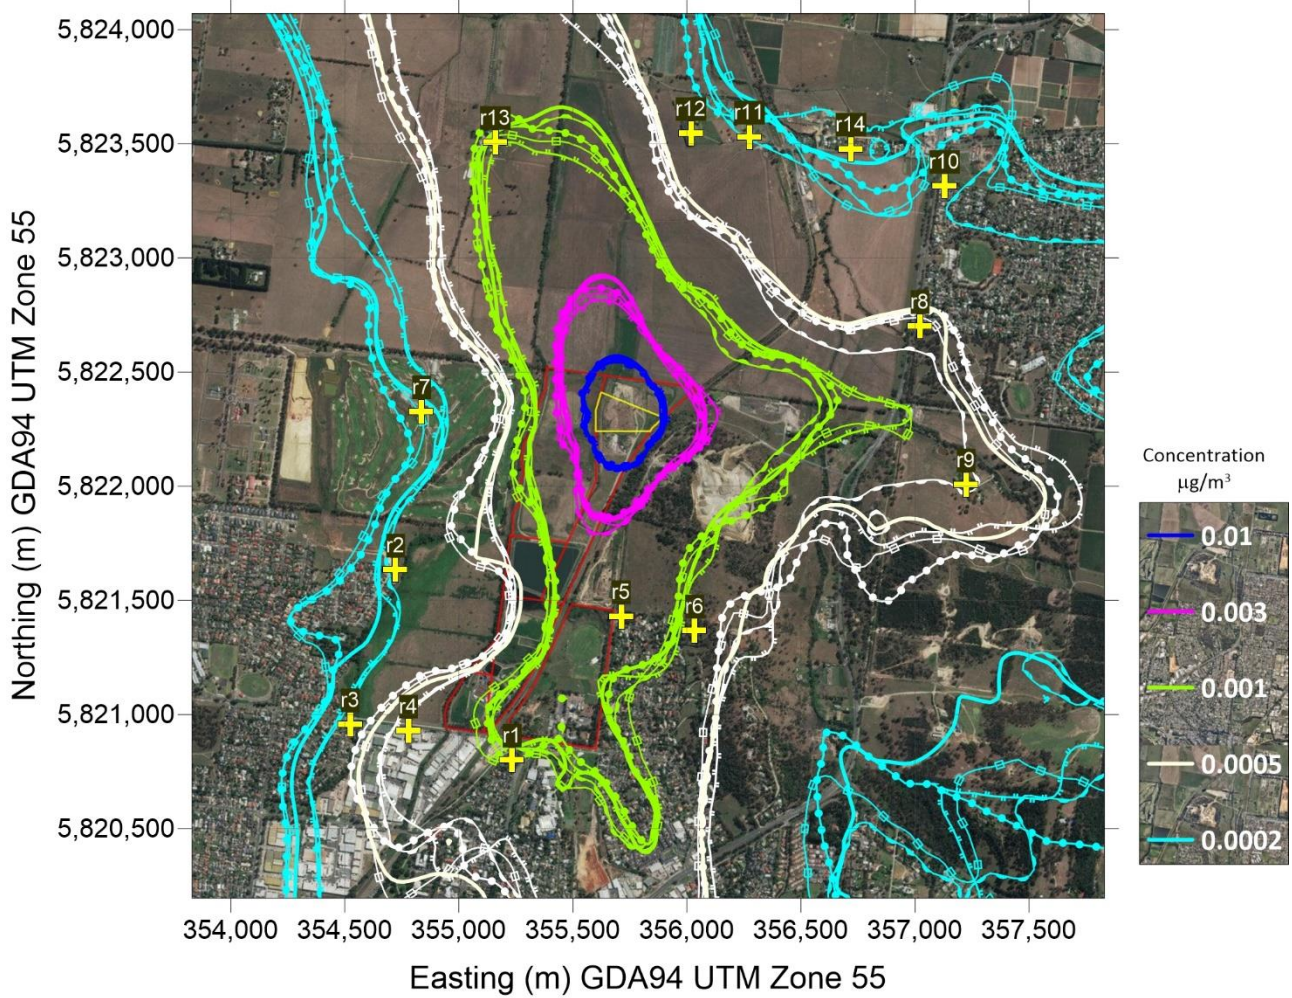 5,824,000
5,823,500
5,823,000
5,822,500
5,822,000
5,821,500
5,821,000
5,820,500
Northing (m) GDA94 UTM Zone 55
r13
r12
r11
r14
r10
r8
r7
r9
r2
r5
r6
r3
r4
r1
354,000
354,500
355,000
355,500
356,000
356,500
357,000
357,500
Easting (m) GDA94 UTM Zone 55
Concentration
µg/m³
0.01
0.003
0.001
0.0005
0.0002